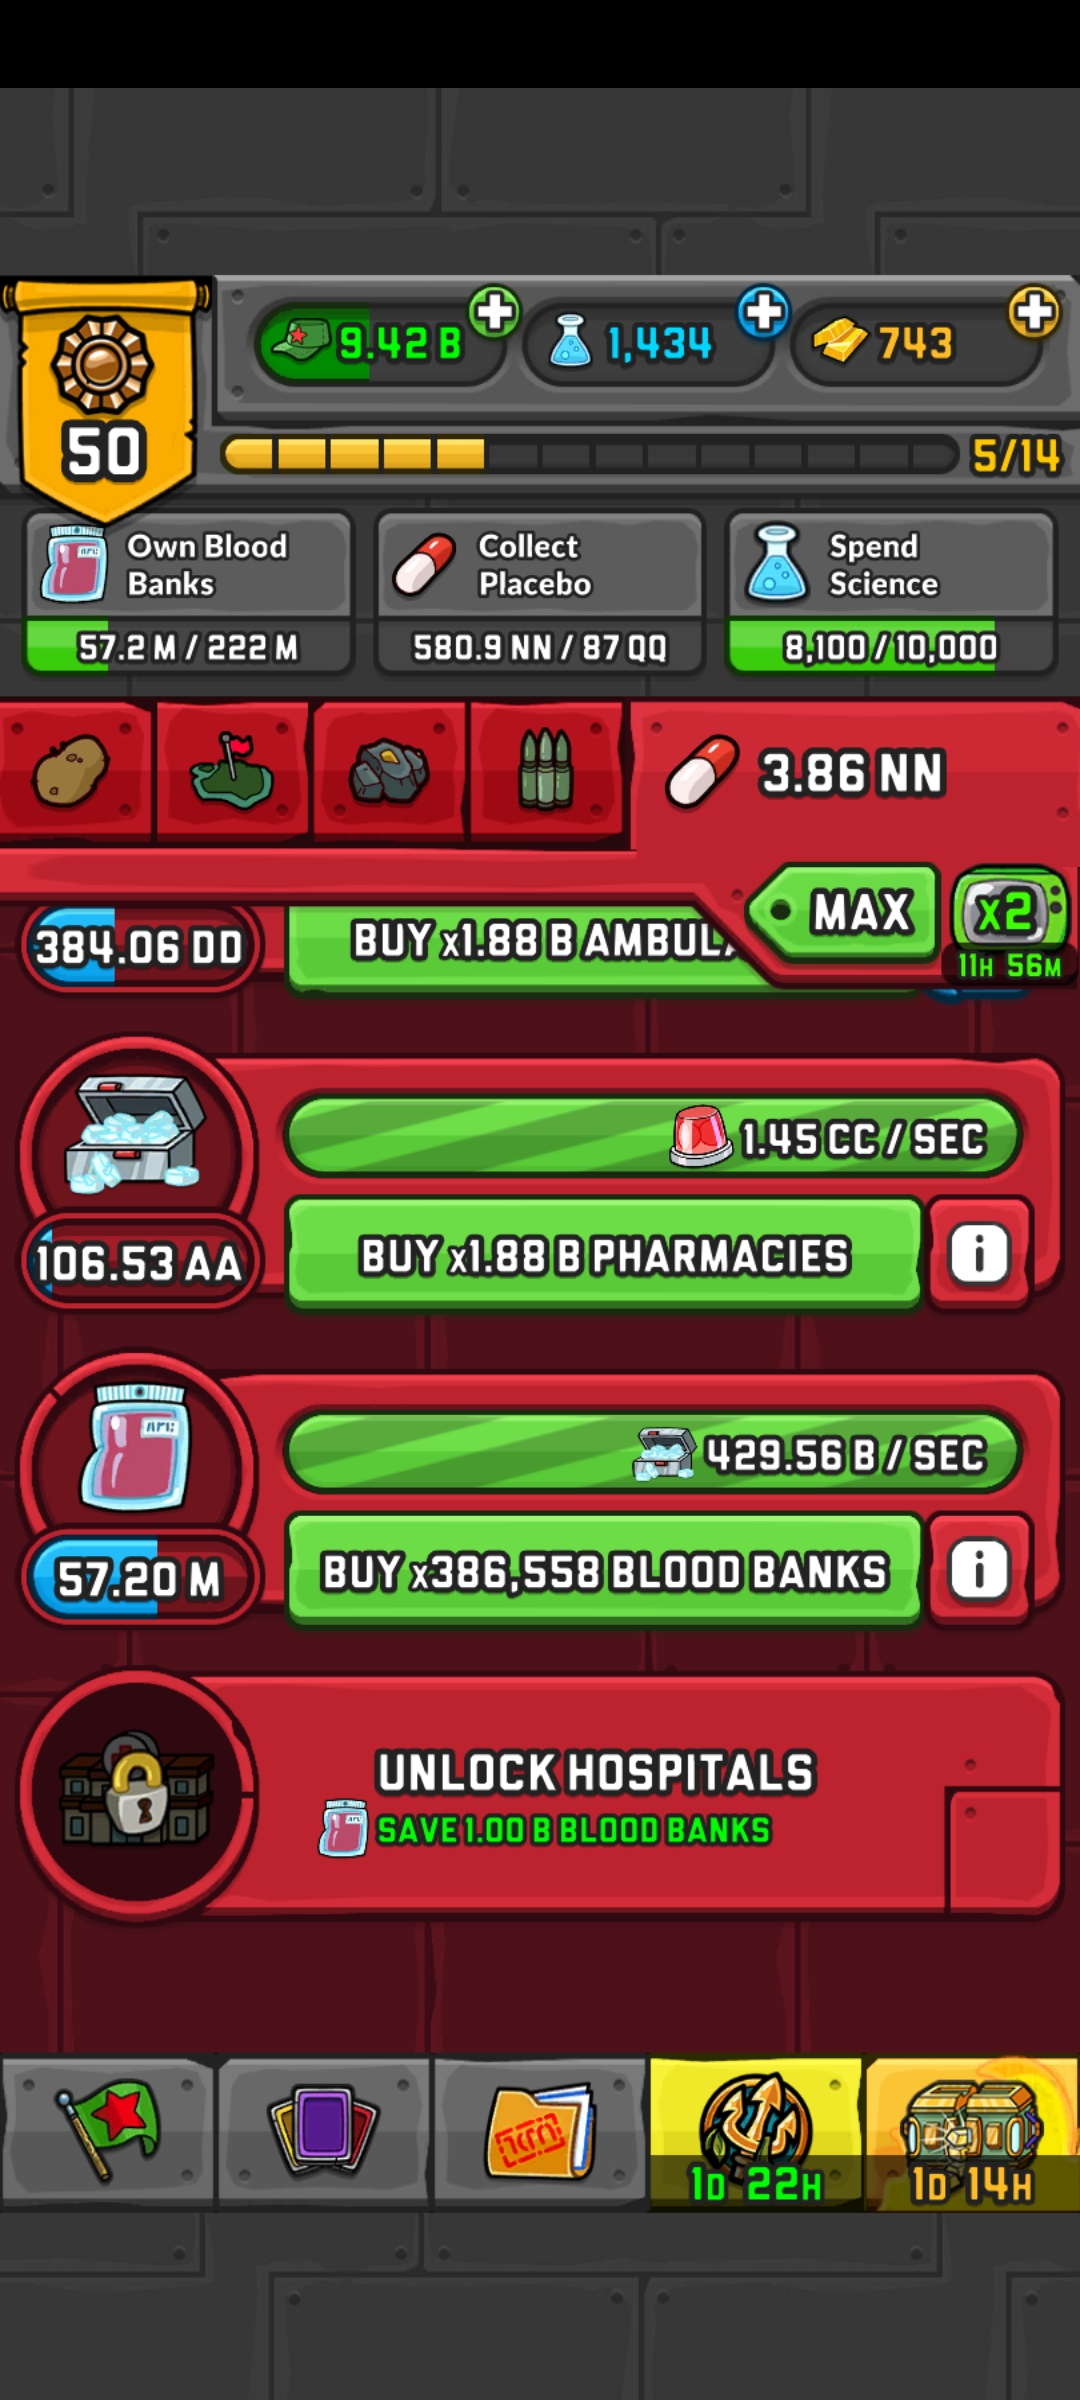 9.42 B
1,434
743
50
5/14
Own Blood
Banks
Collect
Placebo
Spend
Science
57.2 M / 222 M
580.9 NN / 87 QQ
8,100 / 10,000
3.86 NN
MAX
x2
11H 56M
384.06 DD
BUY x1.88 B AMBUL
1.45 CC / SEC
106.53 AA
BUY x1.88 B PHARMACIES
i
429.56 B / SEC
57.20 M
BUY x386,558 BLOOD BANKS
i
UNLOCK HOSPITALS
SAVE 1.00 B BLOOD BANKS
1D 22H
1D 14H